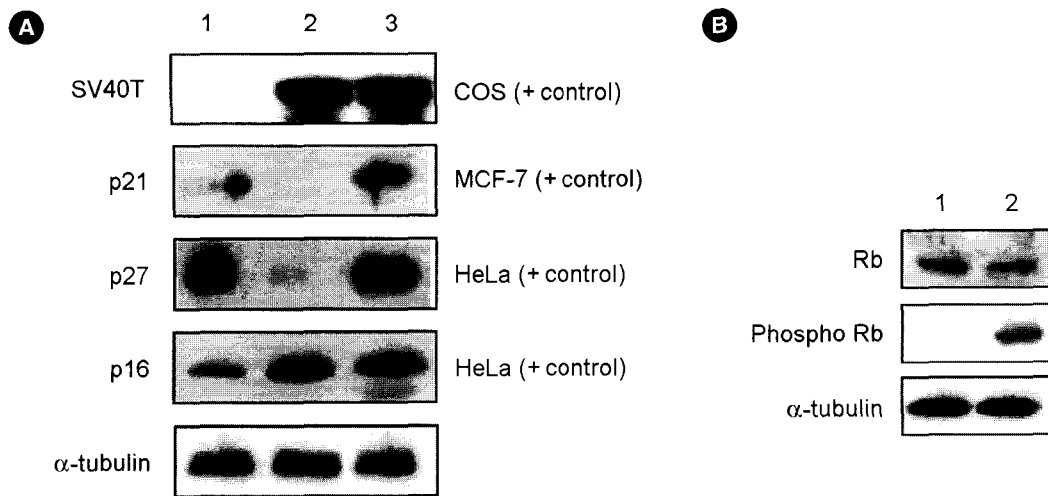 A
1 2 3
SV40T COS (+ control)
p21 MCF-7 (+ control)
p27 HeLa (+ control)
p16 HeLa (+ control)
α-tubulin
B
1 2
Rb
Phospho Rb
α-tubulin